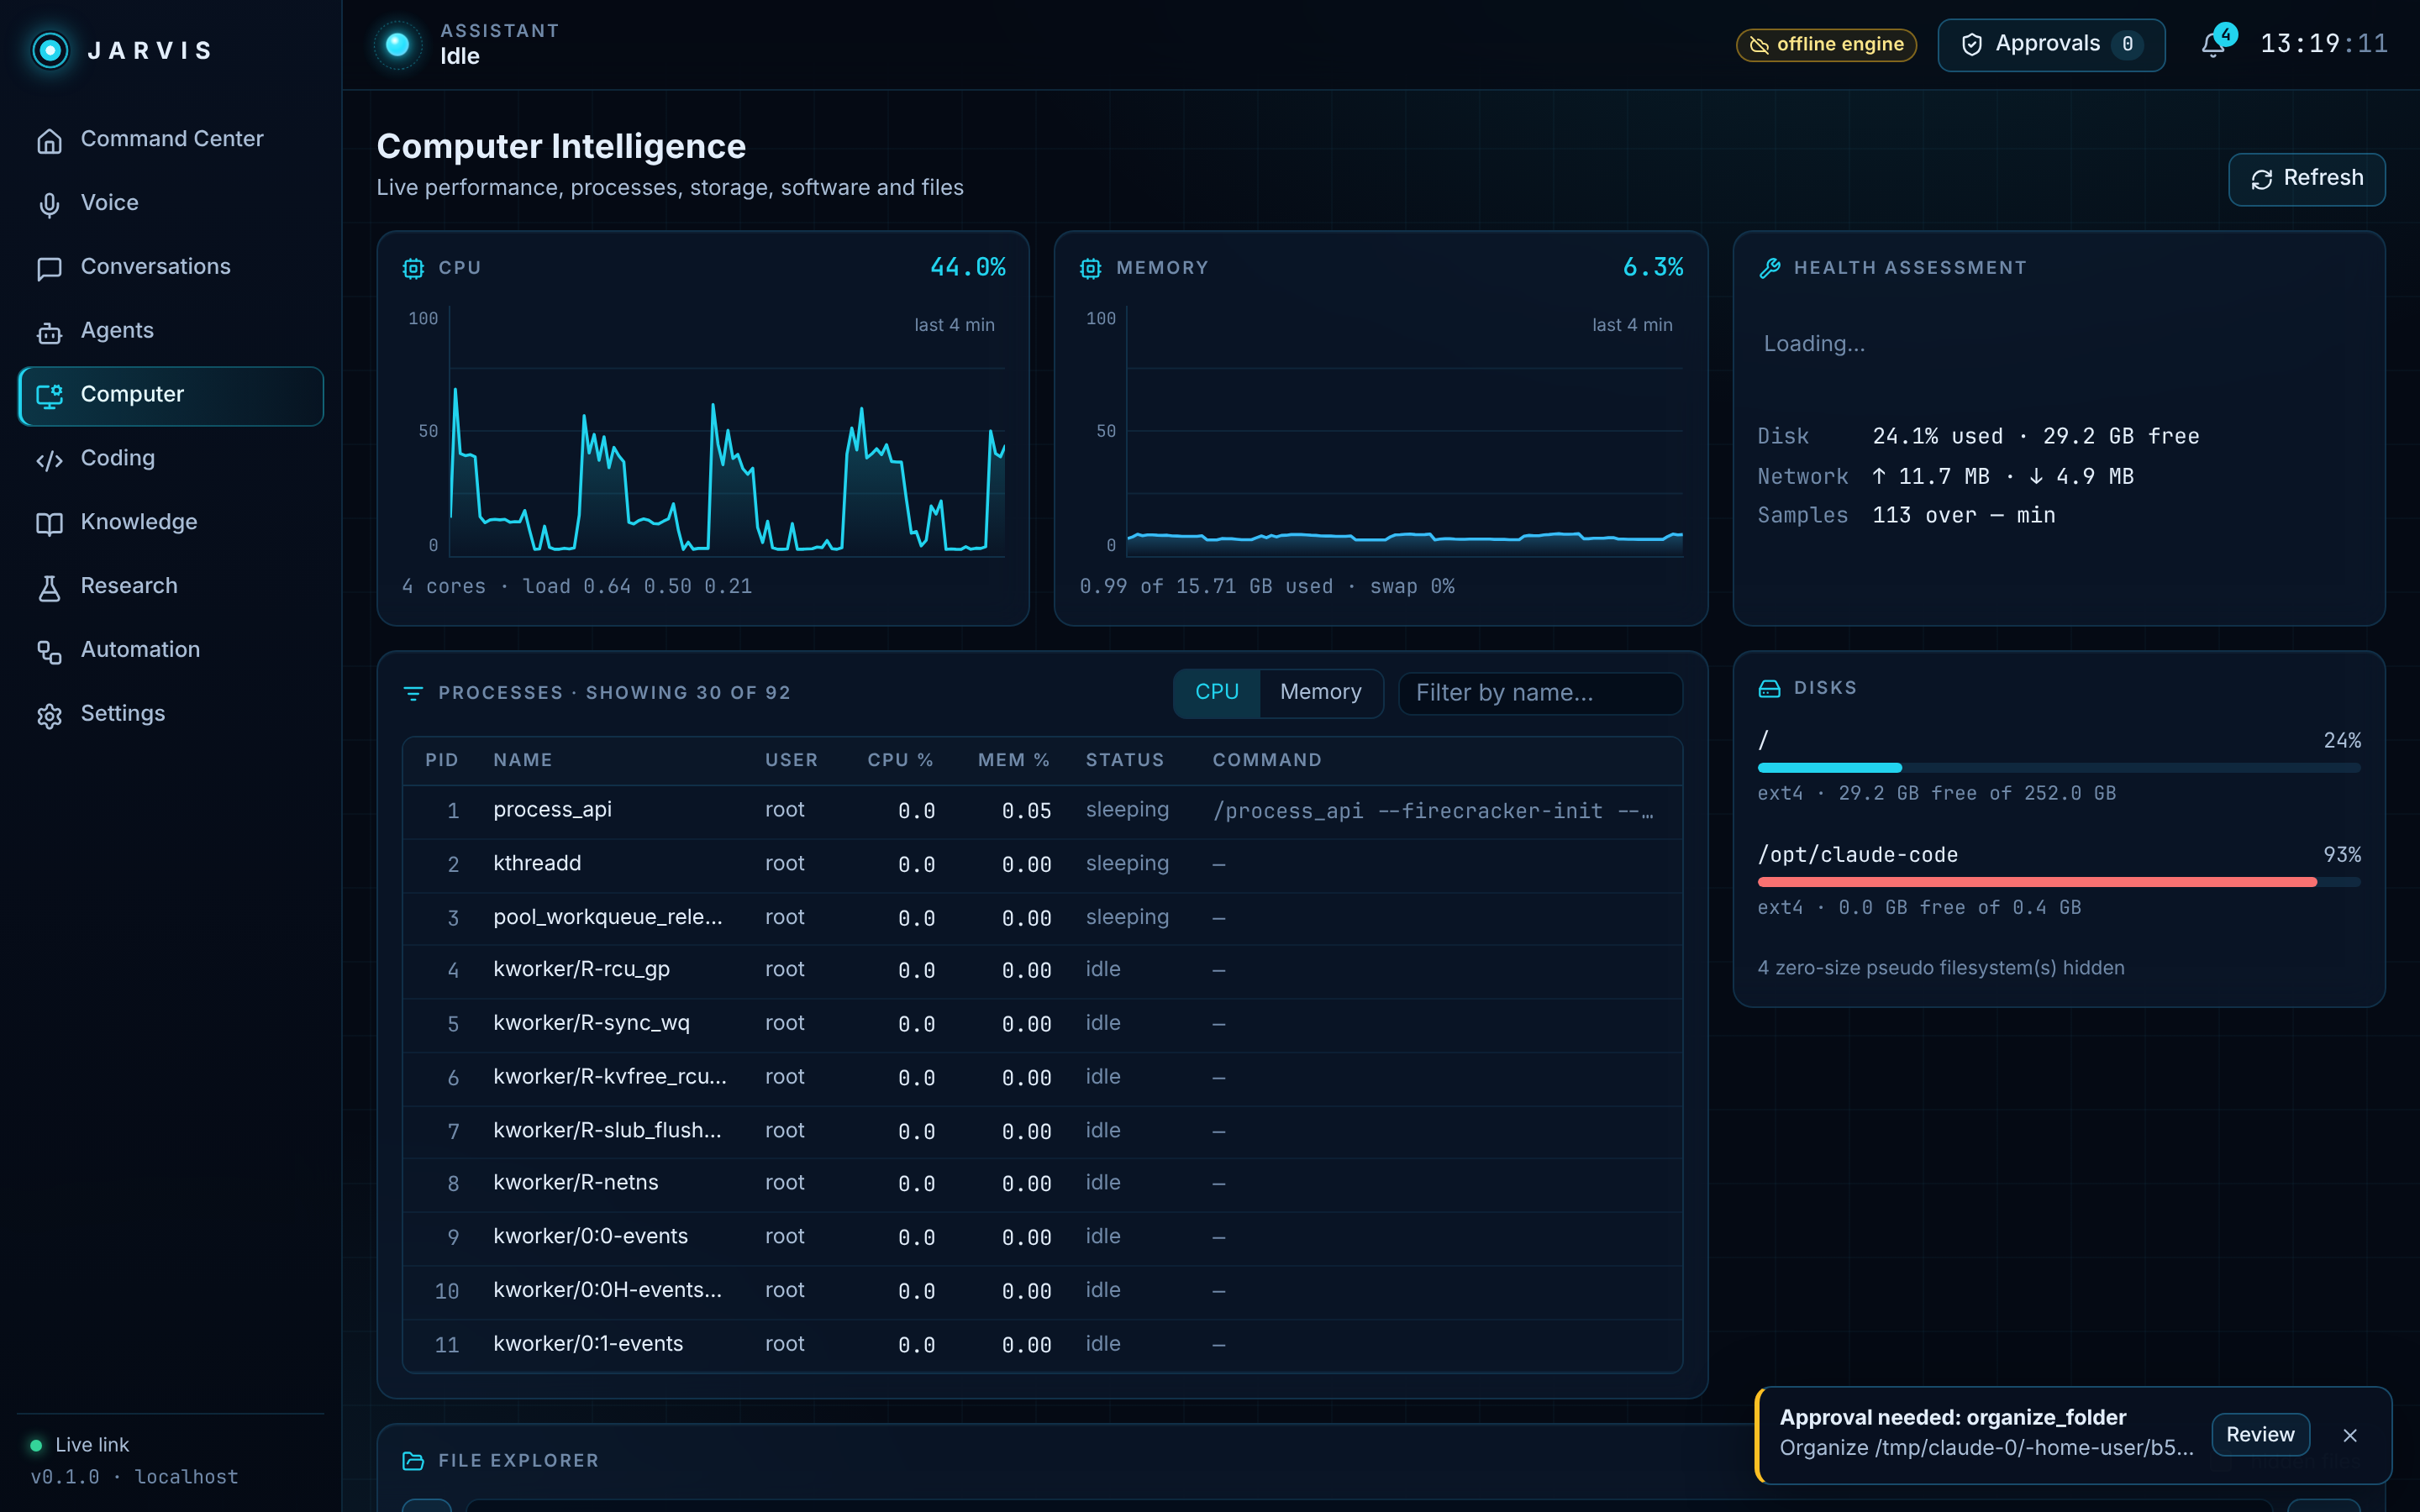 JARVIS
Command Center
Voice
Conversations
Agents
Computer
Coding
Knowledge
Research
Automation
Settings
Live link
v0.1.0 · localhost
ASSISTANT
Idle
offline engine
Approvals 0
4
13:19:11
Computer Intelligence
Live performance, processes, storage, software and files
Refresh
CPU 44.0%
100
last 4 min
50
0
4 cores · load 0.64 0.50 0.21
MEMORY 6.3%
100
last 4 min
50
0
0.99 of 15.71 GB used · swap 0%
HEALTH ASSESSMENT
Loading...
Disk 24.1% used · 29.2 GB free
Network ↑ 11.7 MB · ↓ 4.9 MB
Samples 113 over — min
PROCESSES · SHOWING 30 OF 92
CPU Memory Filter by name...
PID NAME USER CPU % MEM % STATUS COMMAND
1 process_api root 0.0 0.05 sleeping /process_api --firecracker-init --…
2 kthreadd root 0.0 0.00 sleeping —
3 pool_workqueue_rele... root 0.0 0.00 sleeping —
4 kworker/R-rcu_gp root 0.0 0.00 idle —
5 kworker/R-sync_wq root 0.0 0.00 idle —
6 kworker/R-kvfree_rcu... root 0.0 0.00 idle —
7 kworker/R-slub_flush... root 0.0 0.00 idle —
8 kworker/R-netns root 0.0 0.00 idle —
9 kworker/0:0-events root 0.0 0.00 idle —
10 kworker/0:0H-events... root 0.0 0.00 idle —
11 kworker/0:1-events root 0.0 0.00 idle —
DISKS
/ 24%
ext4 · 29.2 GB free of 252.0 GB
/opt/claude-code 93%
ext4 · 0.0 GB free of 0.4 GB
4 zero-size pseudo filesystem(s) hidden
FILE EXPLORER
Approval needed: organize_folder
Organize /tmp/claude-0/-home-user/b5...
Review